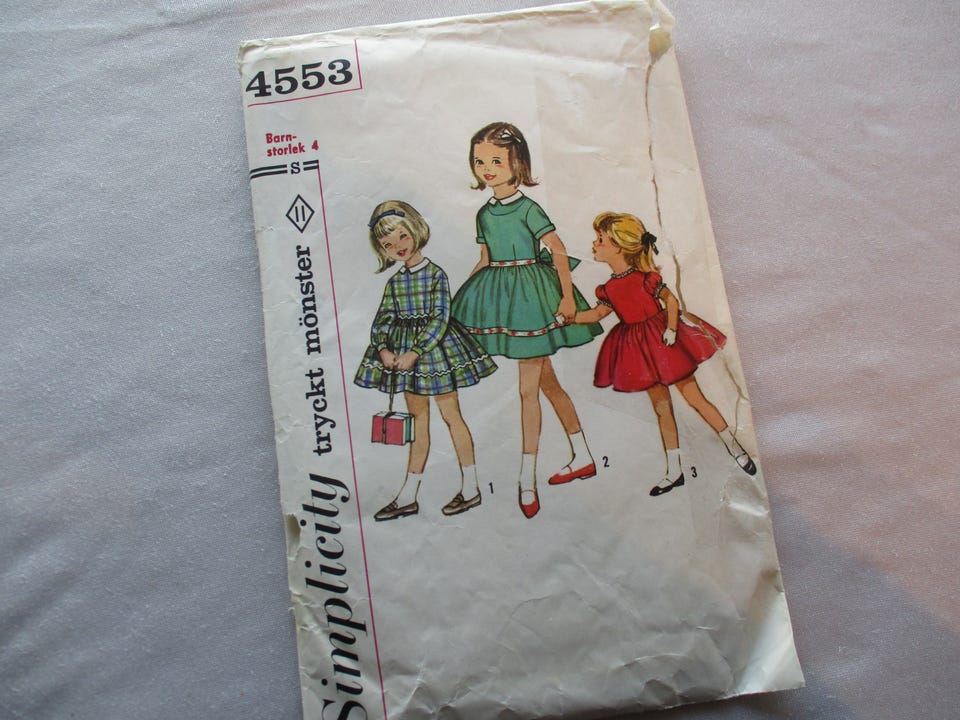 4553
Barn-
storlek 4
S
11
Simplicity tryckt mönster
1
2
3